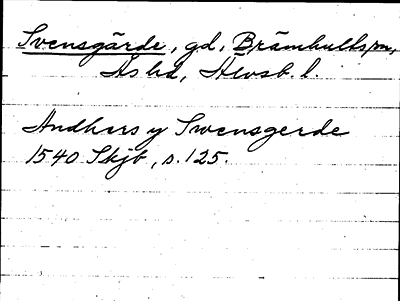 Svensgärde, gd, Brämhults sn,
Ås hd, Älvsb. l.
Andhers y Swensgerde
1540 Skjb, s. 125.